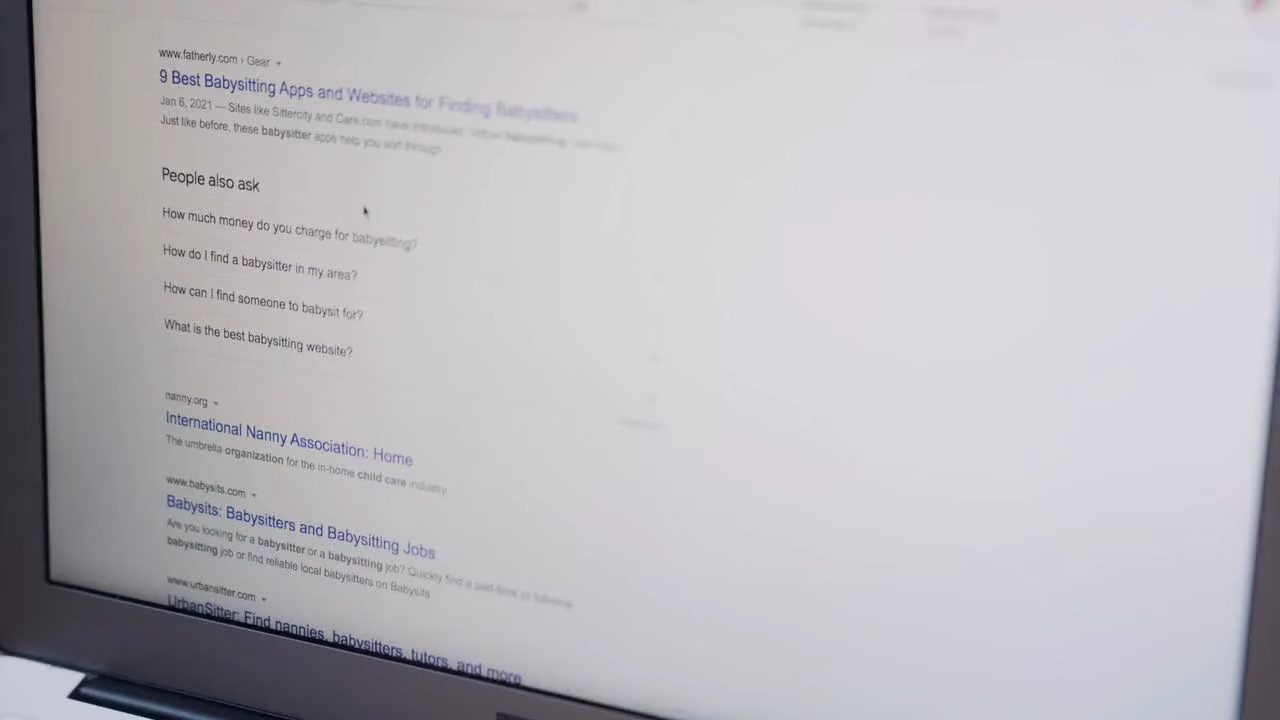 www.fatherly.com › Gear
9 Best Babysitting Apps and Websites for Finding Babysitters
Jan 6, 2021 — Sites like Sittercity and Care.com have introduced
Just like before, these babysitter apps help you sort through
People also ask
How much money do you charge for babysitting?
How do I find a babysitter in my area?
How can I find someone to babysit for?
What is the best babysitting website?
nanny.org
International Nanny Association: Home
The umbrella organization for the in-home child care industry
www.babysits.com
Babysits: Babysitters and Babysitting Jobs
Are you looking for a babysitter or a babysitting job? Quickly find a part-time or
babysitting job or find reliable local babysitters on Babysits
www.urbansitter.com
UrbanSitter: Find nannies, babysitters, tutors, and more